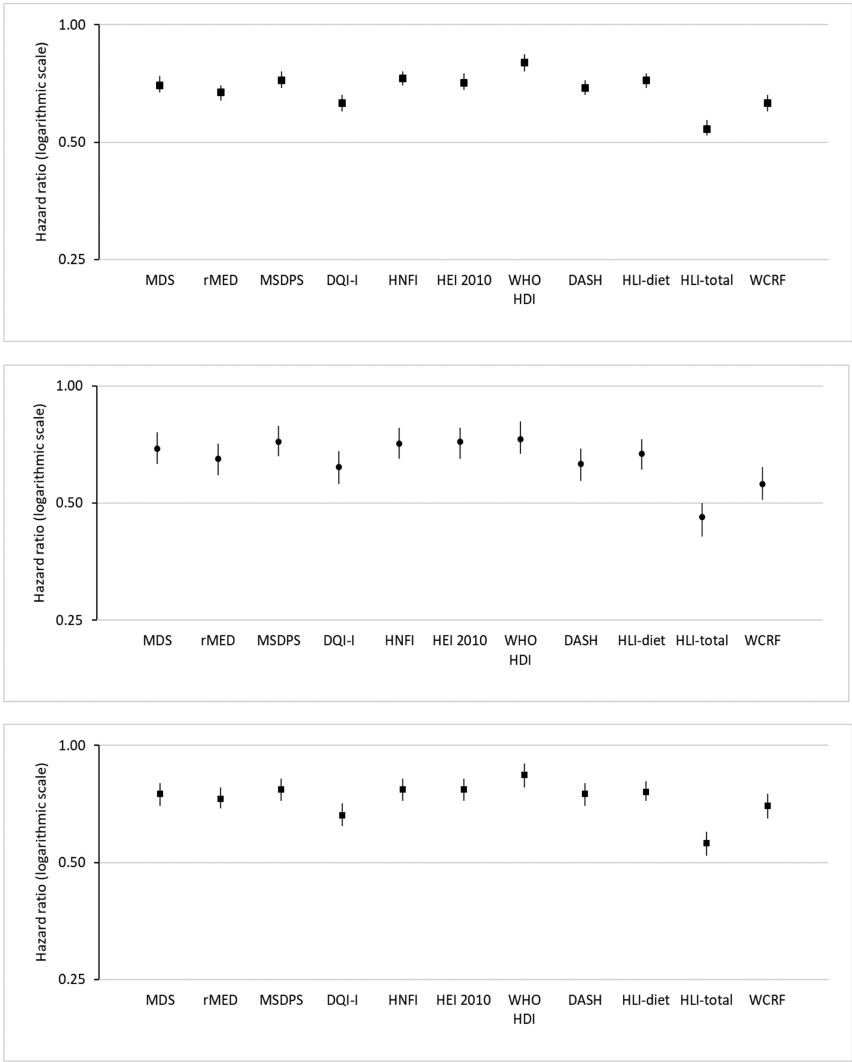 1.00
0.50
0.25
Hazard ratio (logarithmic scale)
MDS rMED MSDPS DQI-I HNFI HEI 2010 WHO DASH HLI-diet HLI-total WCRF
HDI
1.00
0.50
0.25
Hazard ratio (logarithmic scale)
MDS rMED MSDPS DQI-I HNFI HEI 2010 WHO DASH HLI-diet HLI-total WCRF
HDI
1.00
0.50
0.25
Hazard ratio (logarithmic scale)
MDS rMED MSDPS DQI-I HNFI HEI 2010 WHO DASH HLI-diet HLI-total WCRF
HDI